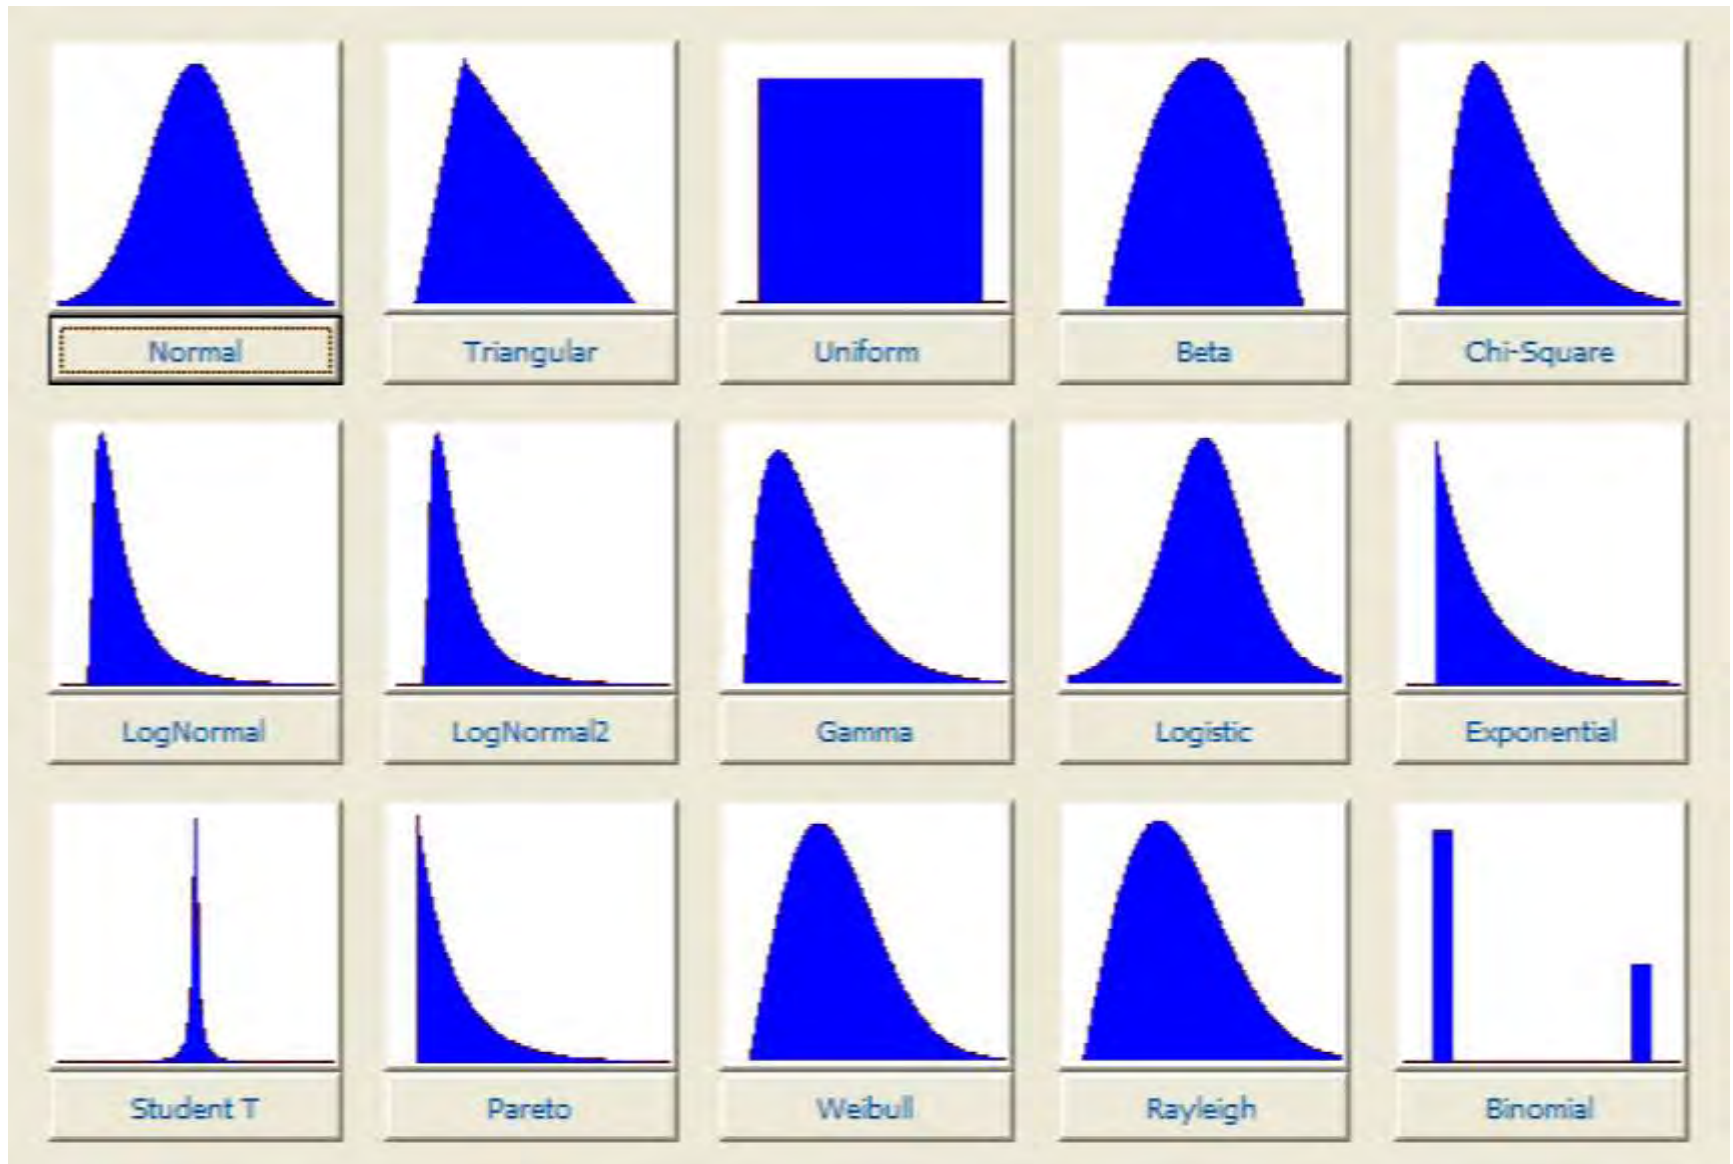 Normal
Triangular
Uniform
Beta
Chi-Square
LogNormal
LogNormal2
Gamma
Logistic
Exponential
Student T
Pareto
Weibull
Rayleigh
Binomial